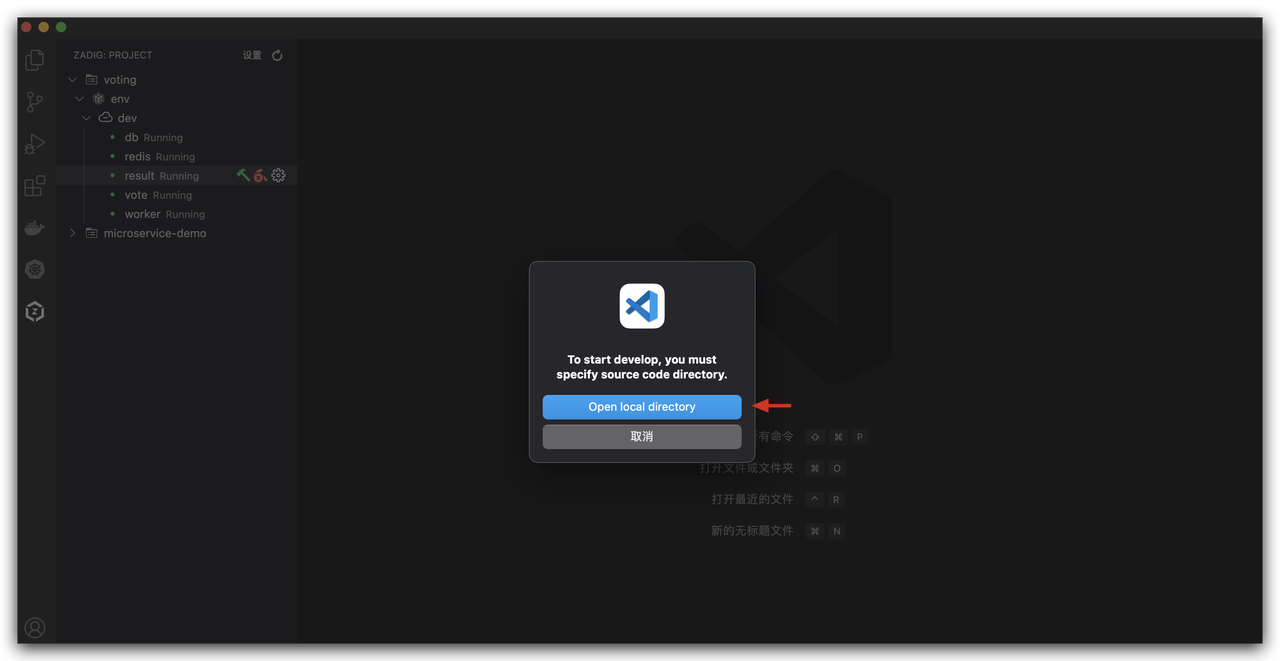 ZADIG: PROJECT 设置
voting
env
dev
db Running
redis Running
result Running
vote Running
worker Running
microservice-demo
To start develop, you must
specify source code directory.
Open local directory
取消
有命令 ⇧ ⌘ P
打开文件或文件夹 ⌘ O
打开最近的文件 ^ R
新的无标题文件 ⌘ N